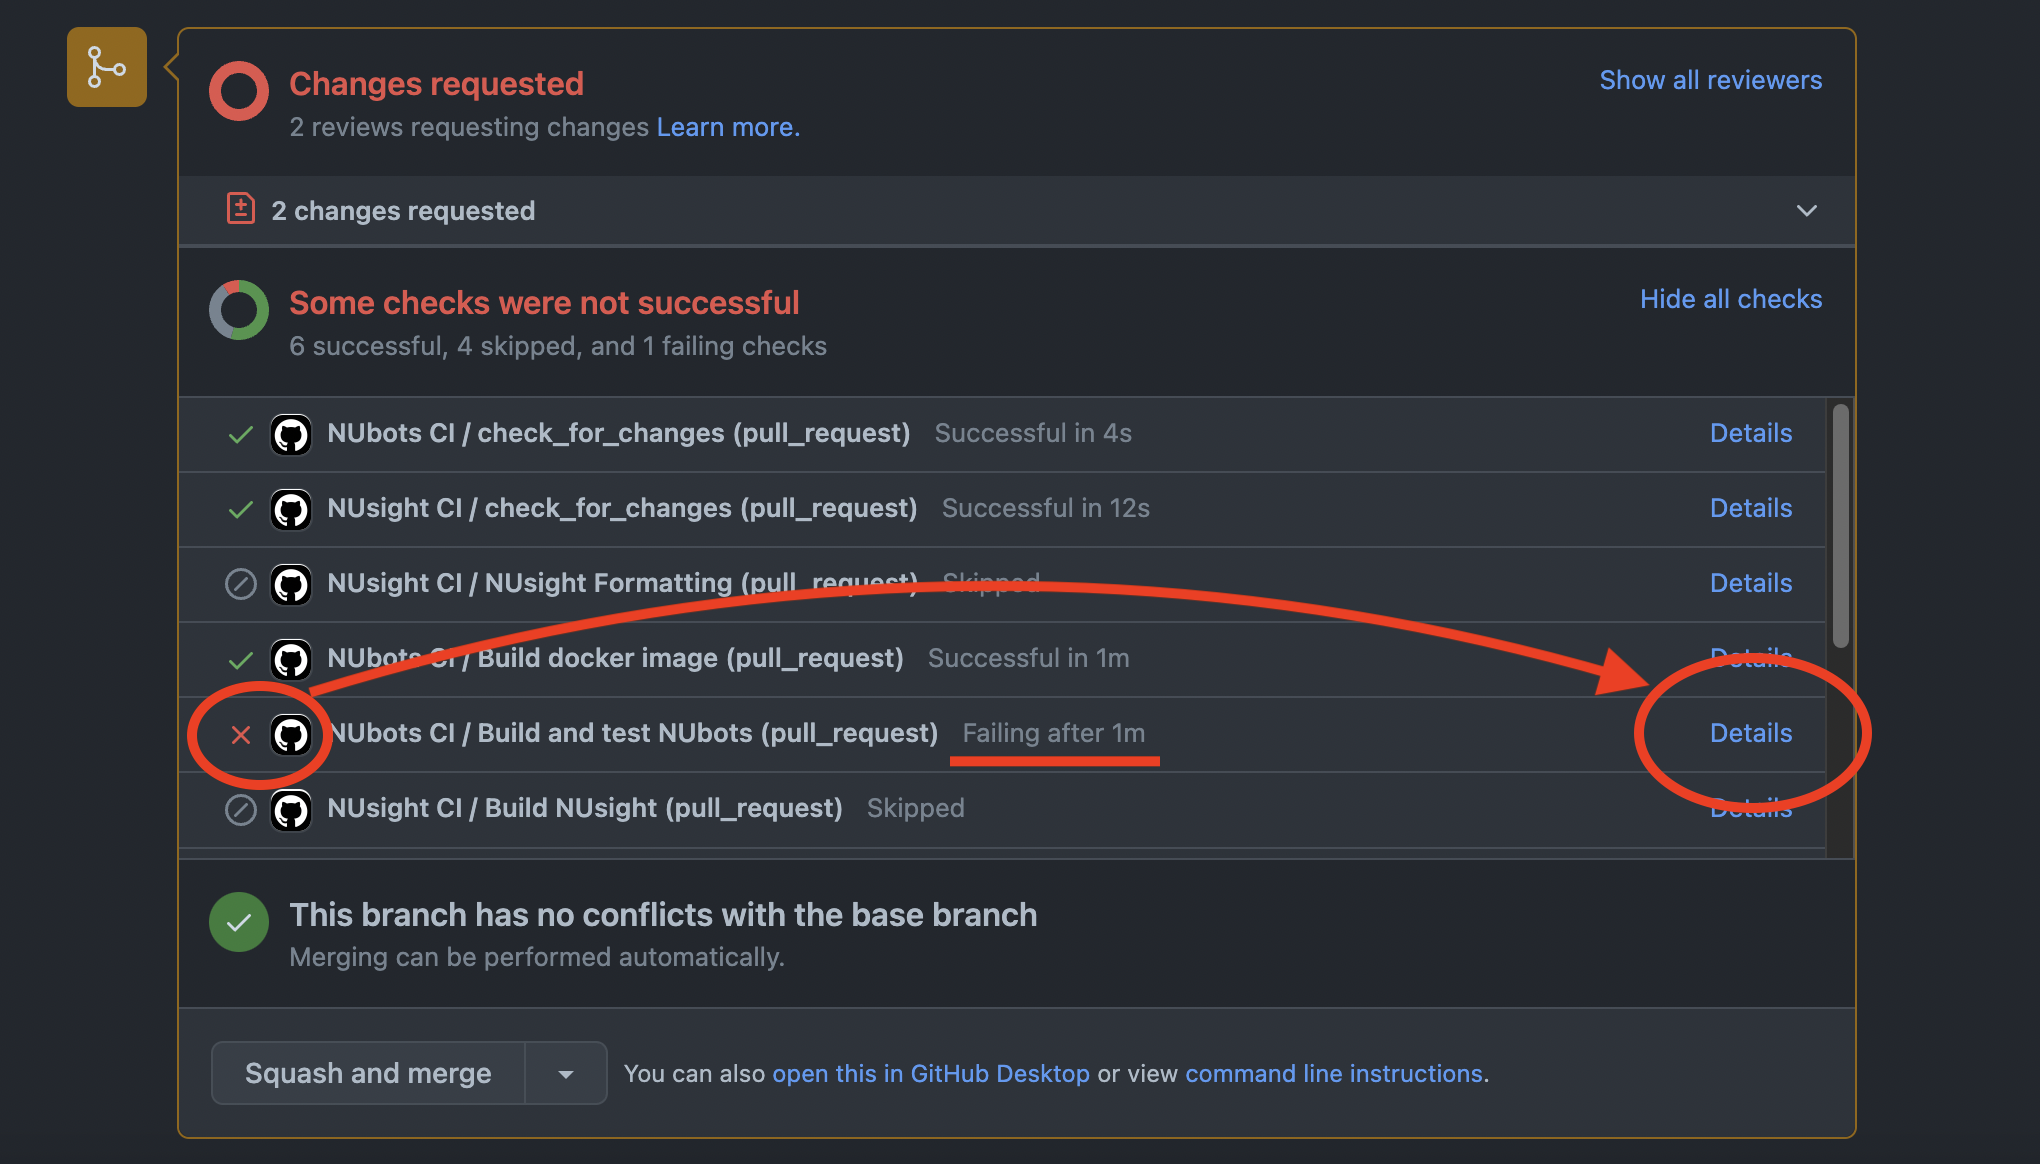 Changes requested
Show all reviewers
2 reviews requesting changes Learn more.
2 changes requested
Some checks were not successful
Hide all checks
6 successful, 4 skipped, and 1 failing checks
NUbots CI / check_for_changes (pull_request) Successful in 4s Details
NUsight CI / check_for_changes (pull_request) Successful in 12s Details
NUsight CI / NUsight Formatting (pull_request) Skipped Details
NUbots CI / Build docker image (pull_request) Successful in 1m Details
NUbots CI / Build and test NUbots (pull_request) Failing after 1m Details
NUsight CI / Build NUsight (pull_request) Skipped Details
This branch has no conflicts with the base branch
Merging can be performed automatically.
Squash and merge
You can also open this in GitHub Desktop or view command line instructions.